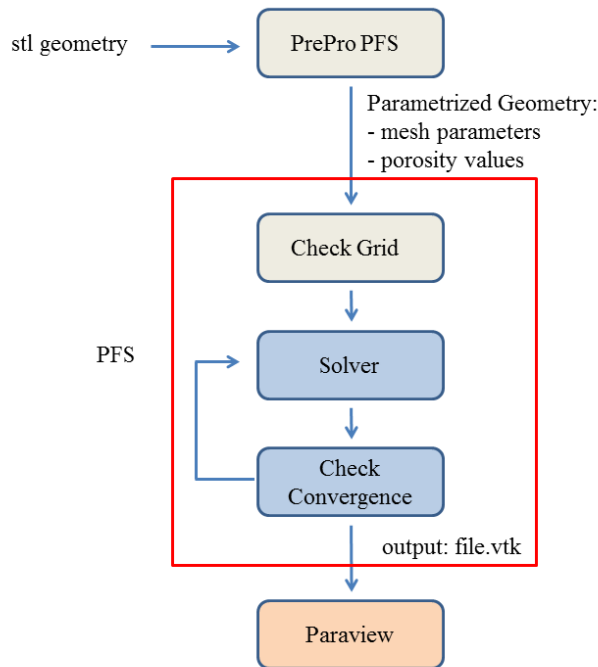 stl geometry
PrePro PFS
Parametrized Geometry:
- mesh parameters
- porosity values
Check Grid
PFS
Solver
Check
Convergence
output: file.vtk
Paraview